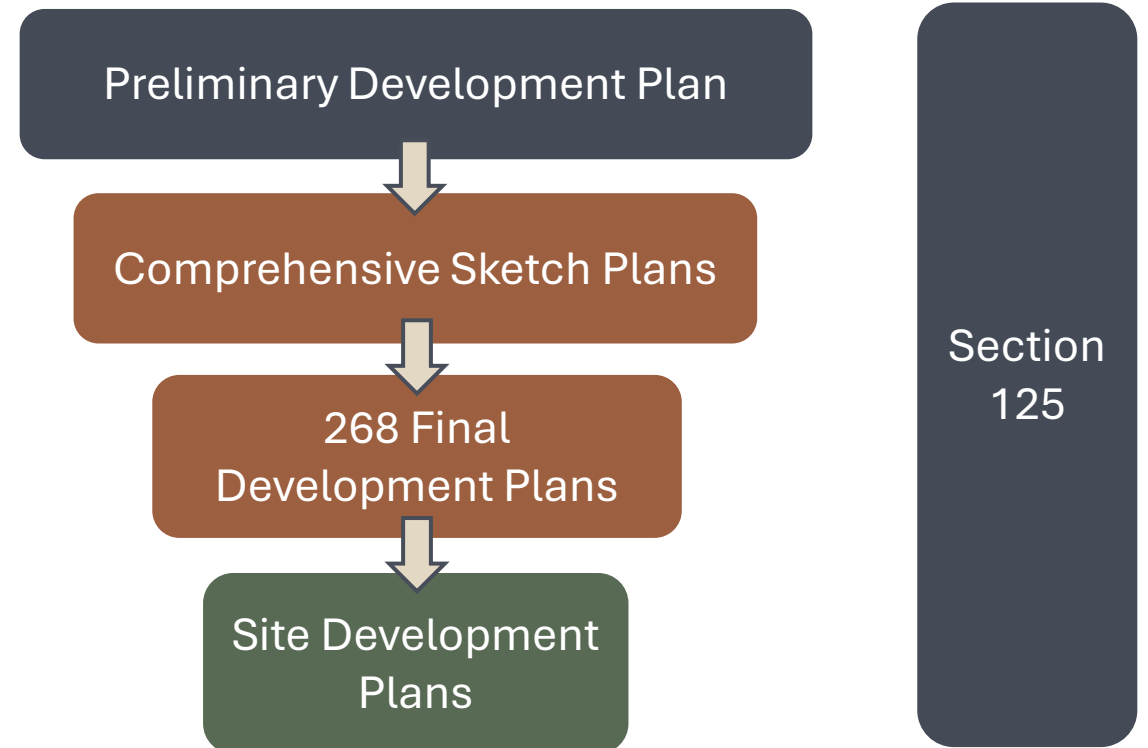 Preliminary Development Plan
Comprehensive Sketch Plans
268 Final
Development Plans
Site Development
Plans
Section
125